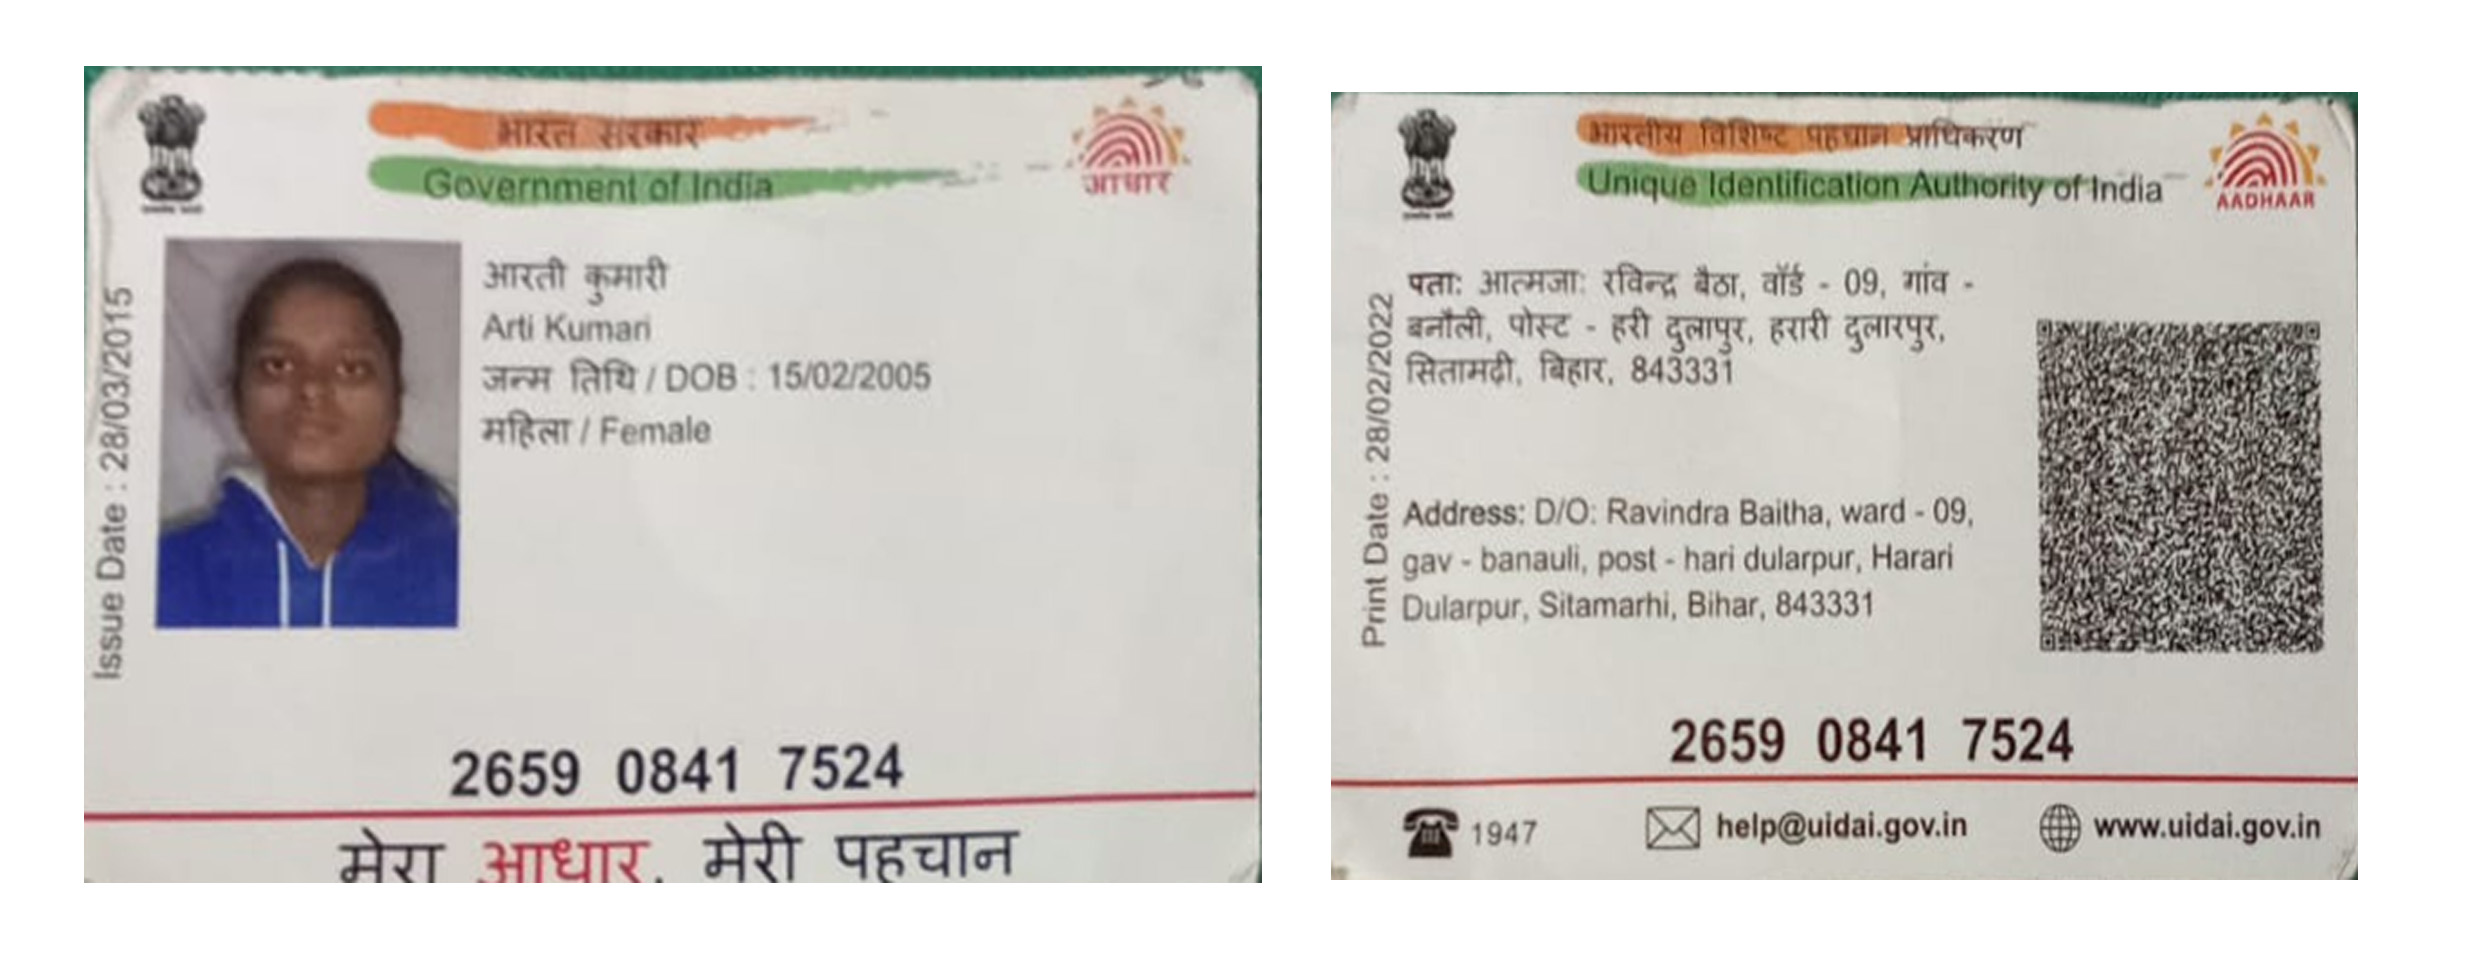 भारत सरकार
Government of India
आधार
Issue Date : 28/03/2015
आरती कुमारी
Arti Kumari
जन्म तिथि / DOB : 15/02/2005
महिला / Female
2659 0841 7524
मेरा आधार, मेरी पहचान
भारतीय विशिष्ट पहचान प्राधिकरण
Unique Identification Authority of India
AADHAAR
Print Date : 28/02/2022
पता: आत्मजा: रविन्द्र बैठा, वॉर्ड - 09, गांव -
बनौली, पोस्ट - हरी दुलापुर, हरारी दुलारपुर,
सितामढ़ी, बिहार, 843331
Address: D/O: Ravindra Baitha, ward - 09,
gav - banauli, post - hari dularpur, Harari
Dularpur, Sitamarhi, Bihar, 843331
2659 0841 7524
1947
help@uidai.gov.in
www.uidai.gov.in